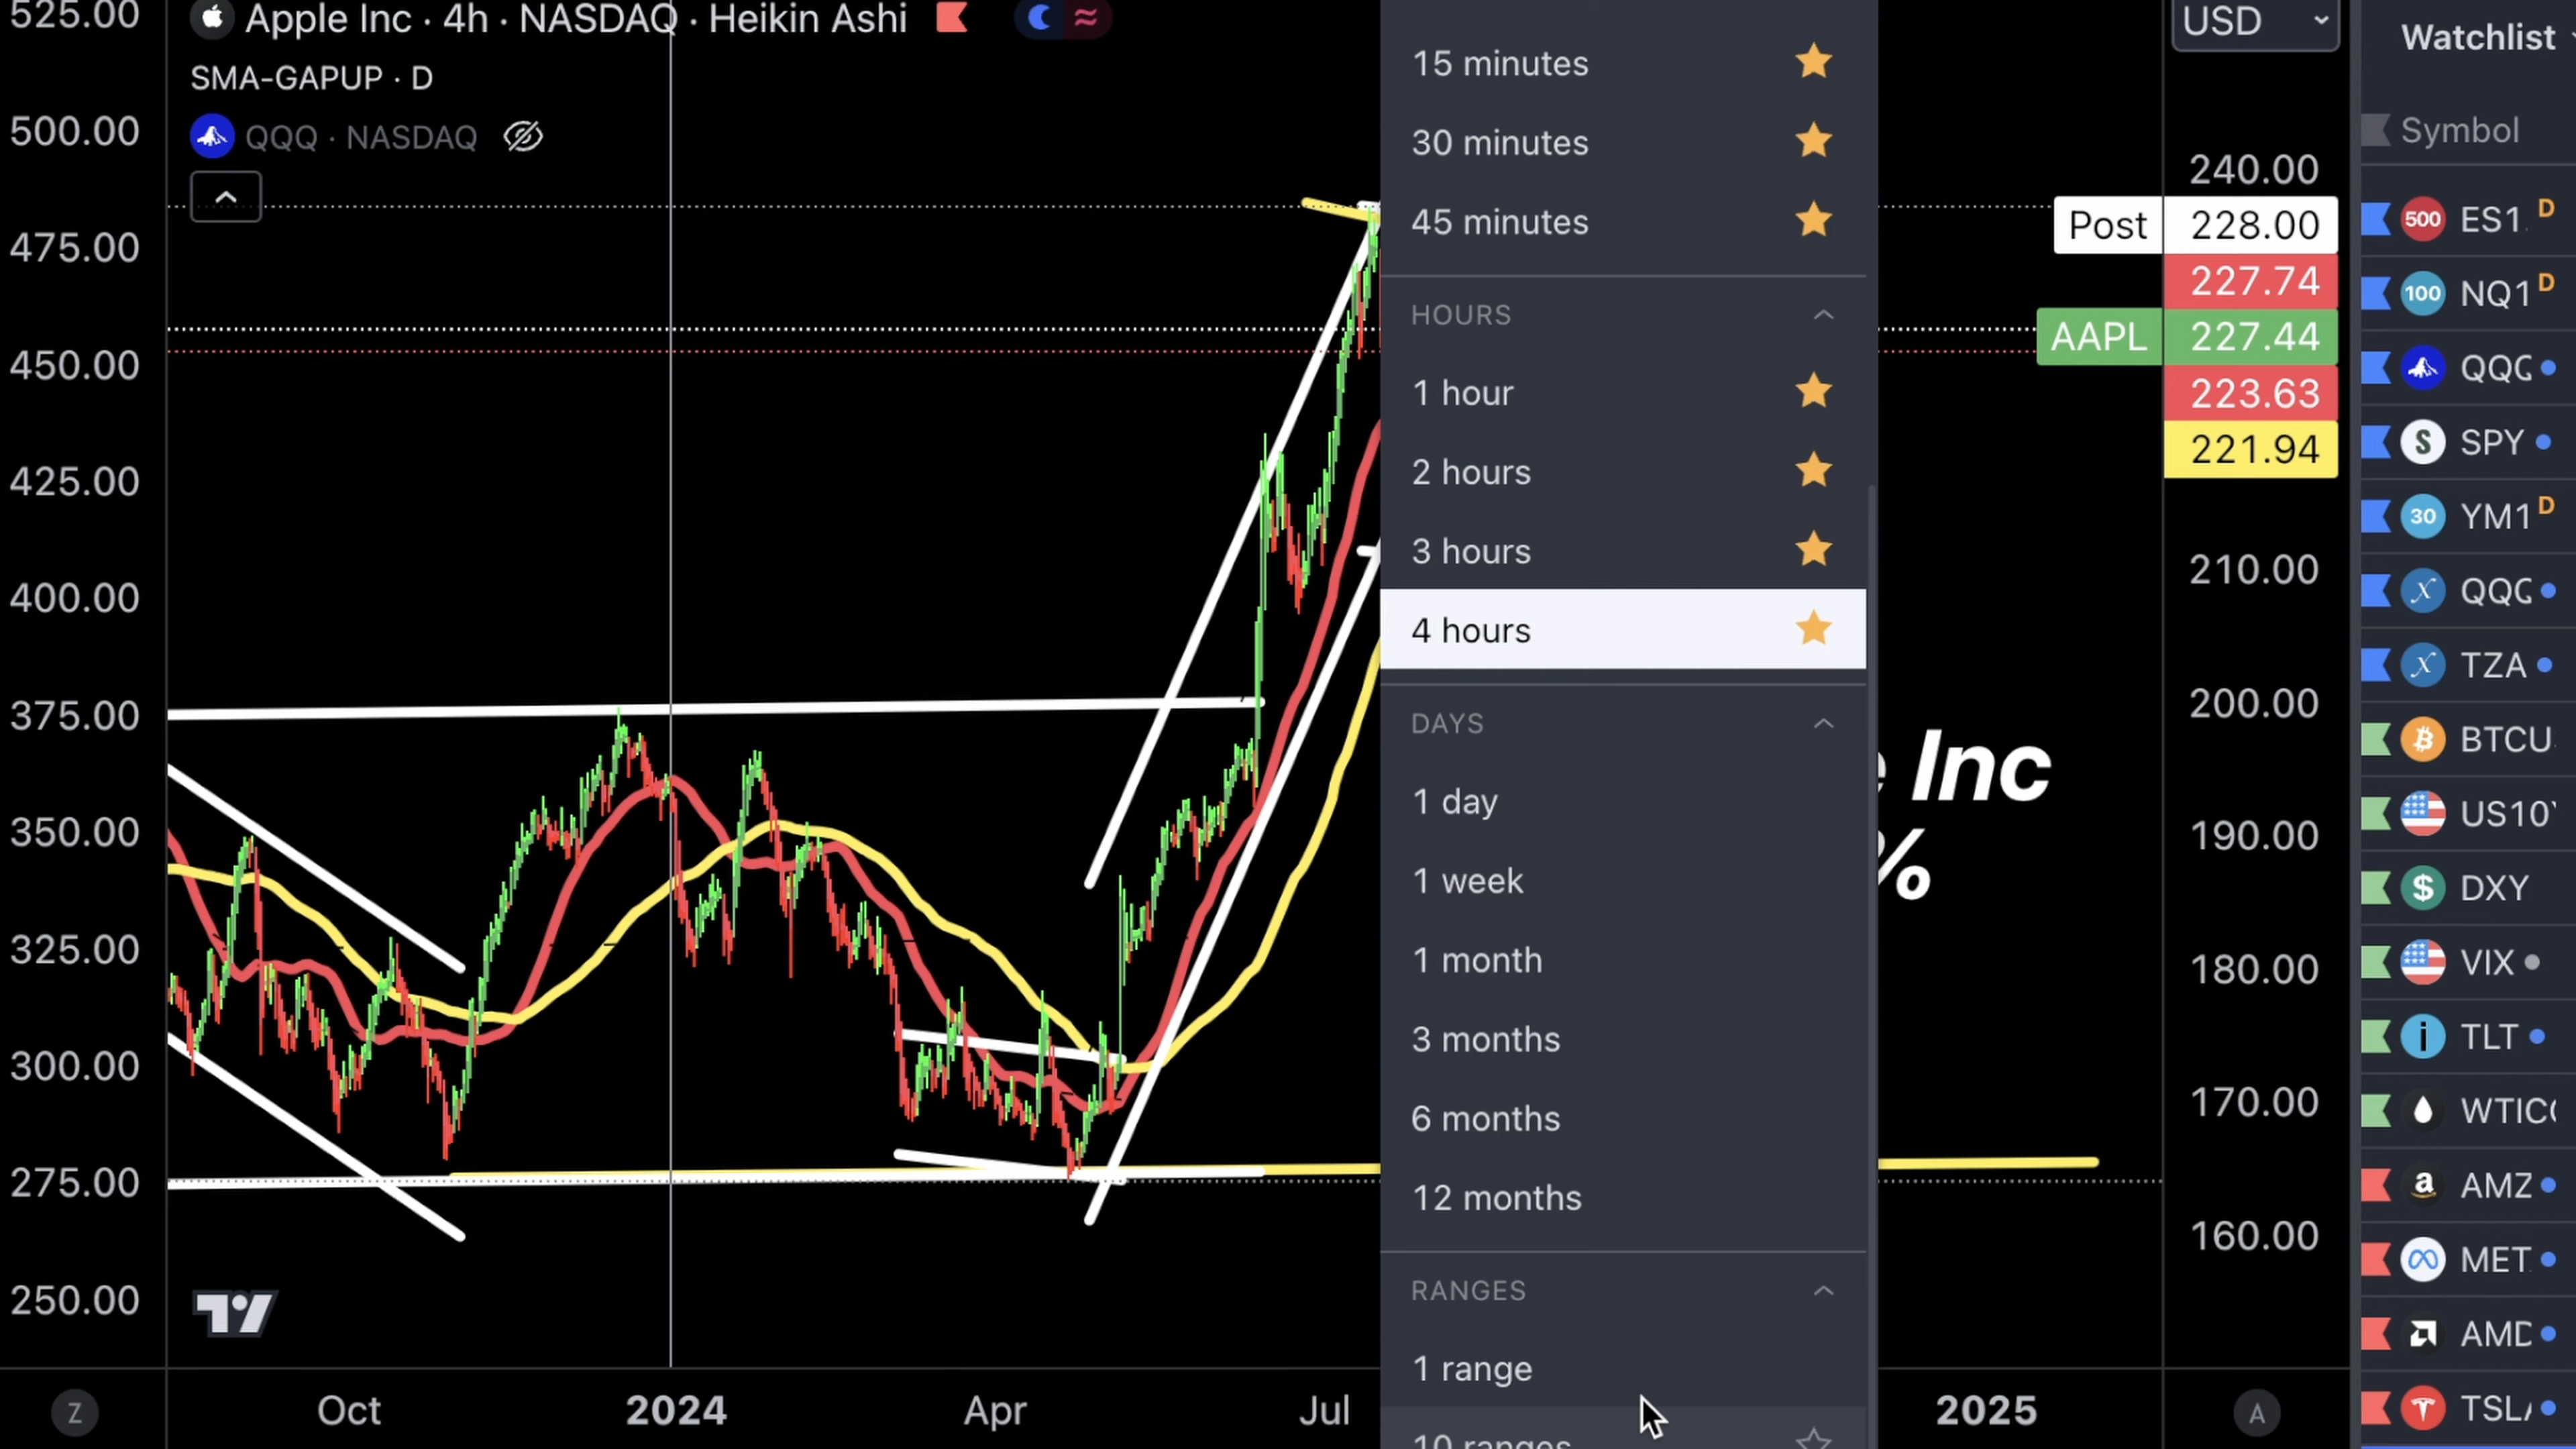 525.00
Apple Inc · 4h · NASDAQ · Heikin Ashi
SMA-GAPUP · D
QQQ · NASDAQ
500.00
475.00
450.00
425.00
400.00
375.00
350.00
325.00
300.00
275.00
250.00
Z
Oct
2024
Apr
Jul
2025
A
15 minutes
30 minutes
45 minutes
HOURS
1 hour
2 hours
3 hours
4 hours
DAYS
1 day
1 week
1 month
3 months
6 months
12 months
RANGES
1 range
10 ranges
Inc
%
USD
240.00
Post 228.00
227.74
AAPL 227.44
223.63
221.94
210.00
200.00
190.00
180.00
170.00
160.00
Watchlist
Symbol
500 ES1 D
100 NQ1 D
QQQ
S SPY
30 YM1 D
X QQQ
X TZA
BTCU
US10Y
$ DXY
VIX
i TLT
WTICO
a AMZ
MET
AMD
TSLA